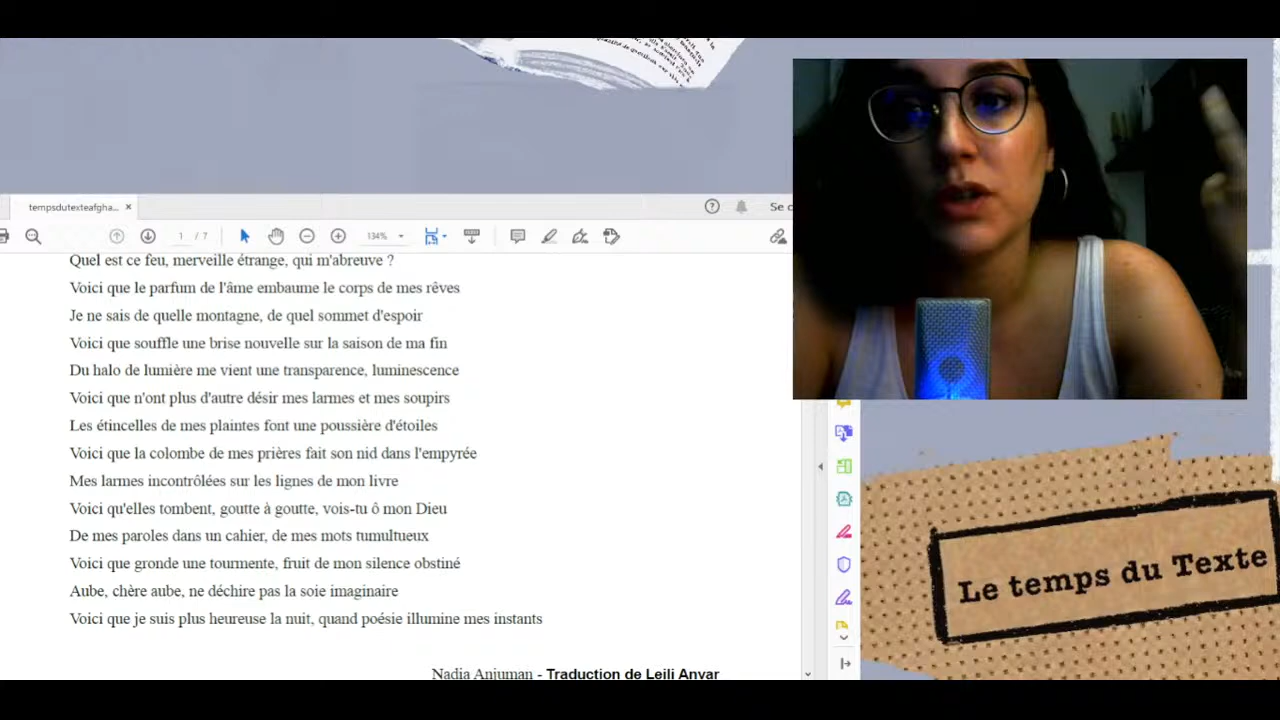 tempsdutexteafgha...
Se c
1 / 7
134%
Quel est ce feu, merveille étrange, qui m'abreuve ?
Voici que le parfum de l'âme embaume le corps de mes rêves
Je ne sais de quelle montagne, de quel sommet d'espoir
Voici que souffle une brise nouvelle sur la saison de ma fin
Du halo de lumière me vient une transparence, luminescence
Voici que n'ont plus d'autre désir mes larmes et mes soupirs
Les étincelles de mes plaintes font une poussière d'étoiles
Voici que la colombe de mes prières fait son nid dans l'empyrée
Mes larmes incontrôlées sur les lignes de mon livre
Voici qu'elles tombent, goutte à goutte, vois-tu ô mon Dieu
De mes paroles dans un cahier, de mes mots tumultueux
Voici que gronde une tourmente, fruit de mon silence obstiné
Aube, chère aube, ne déchire pas la soie imaginaire
Voici que je suis plus heureuse la nuit, quand poésie illumine mes instants
Nadia Anjuman - Traduction de Leili Anvar
Le temps du Texte